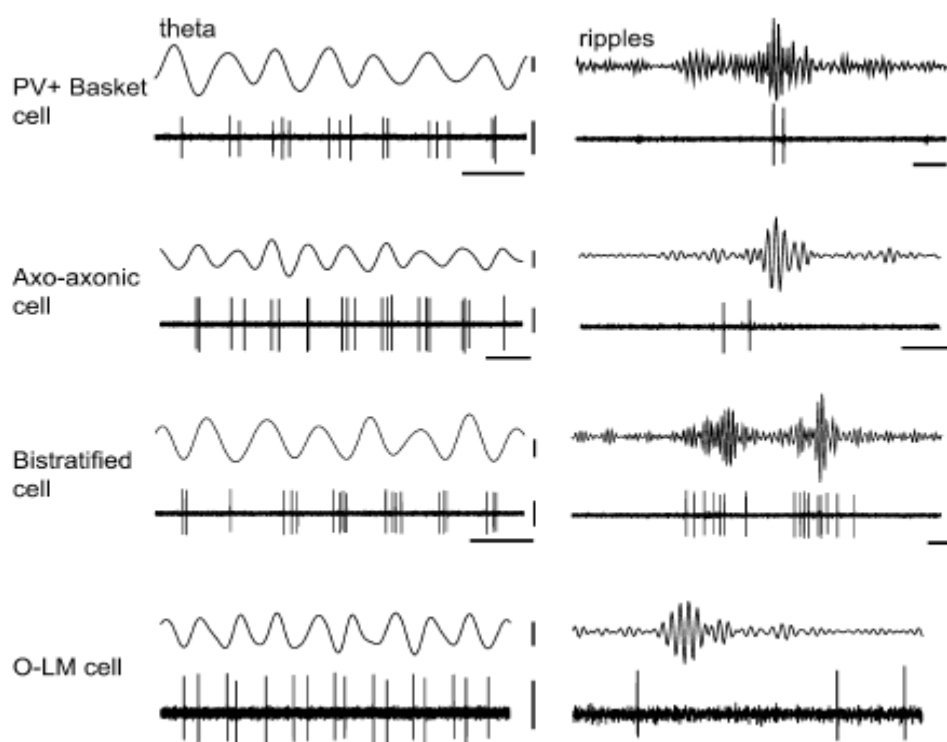 theta
ripples
PV+ Basket
cell
Axo-axonic
cell
Bistratified
cell
O-LM cell